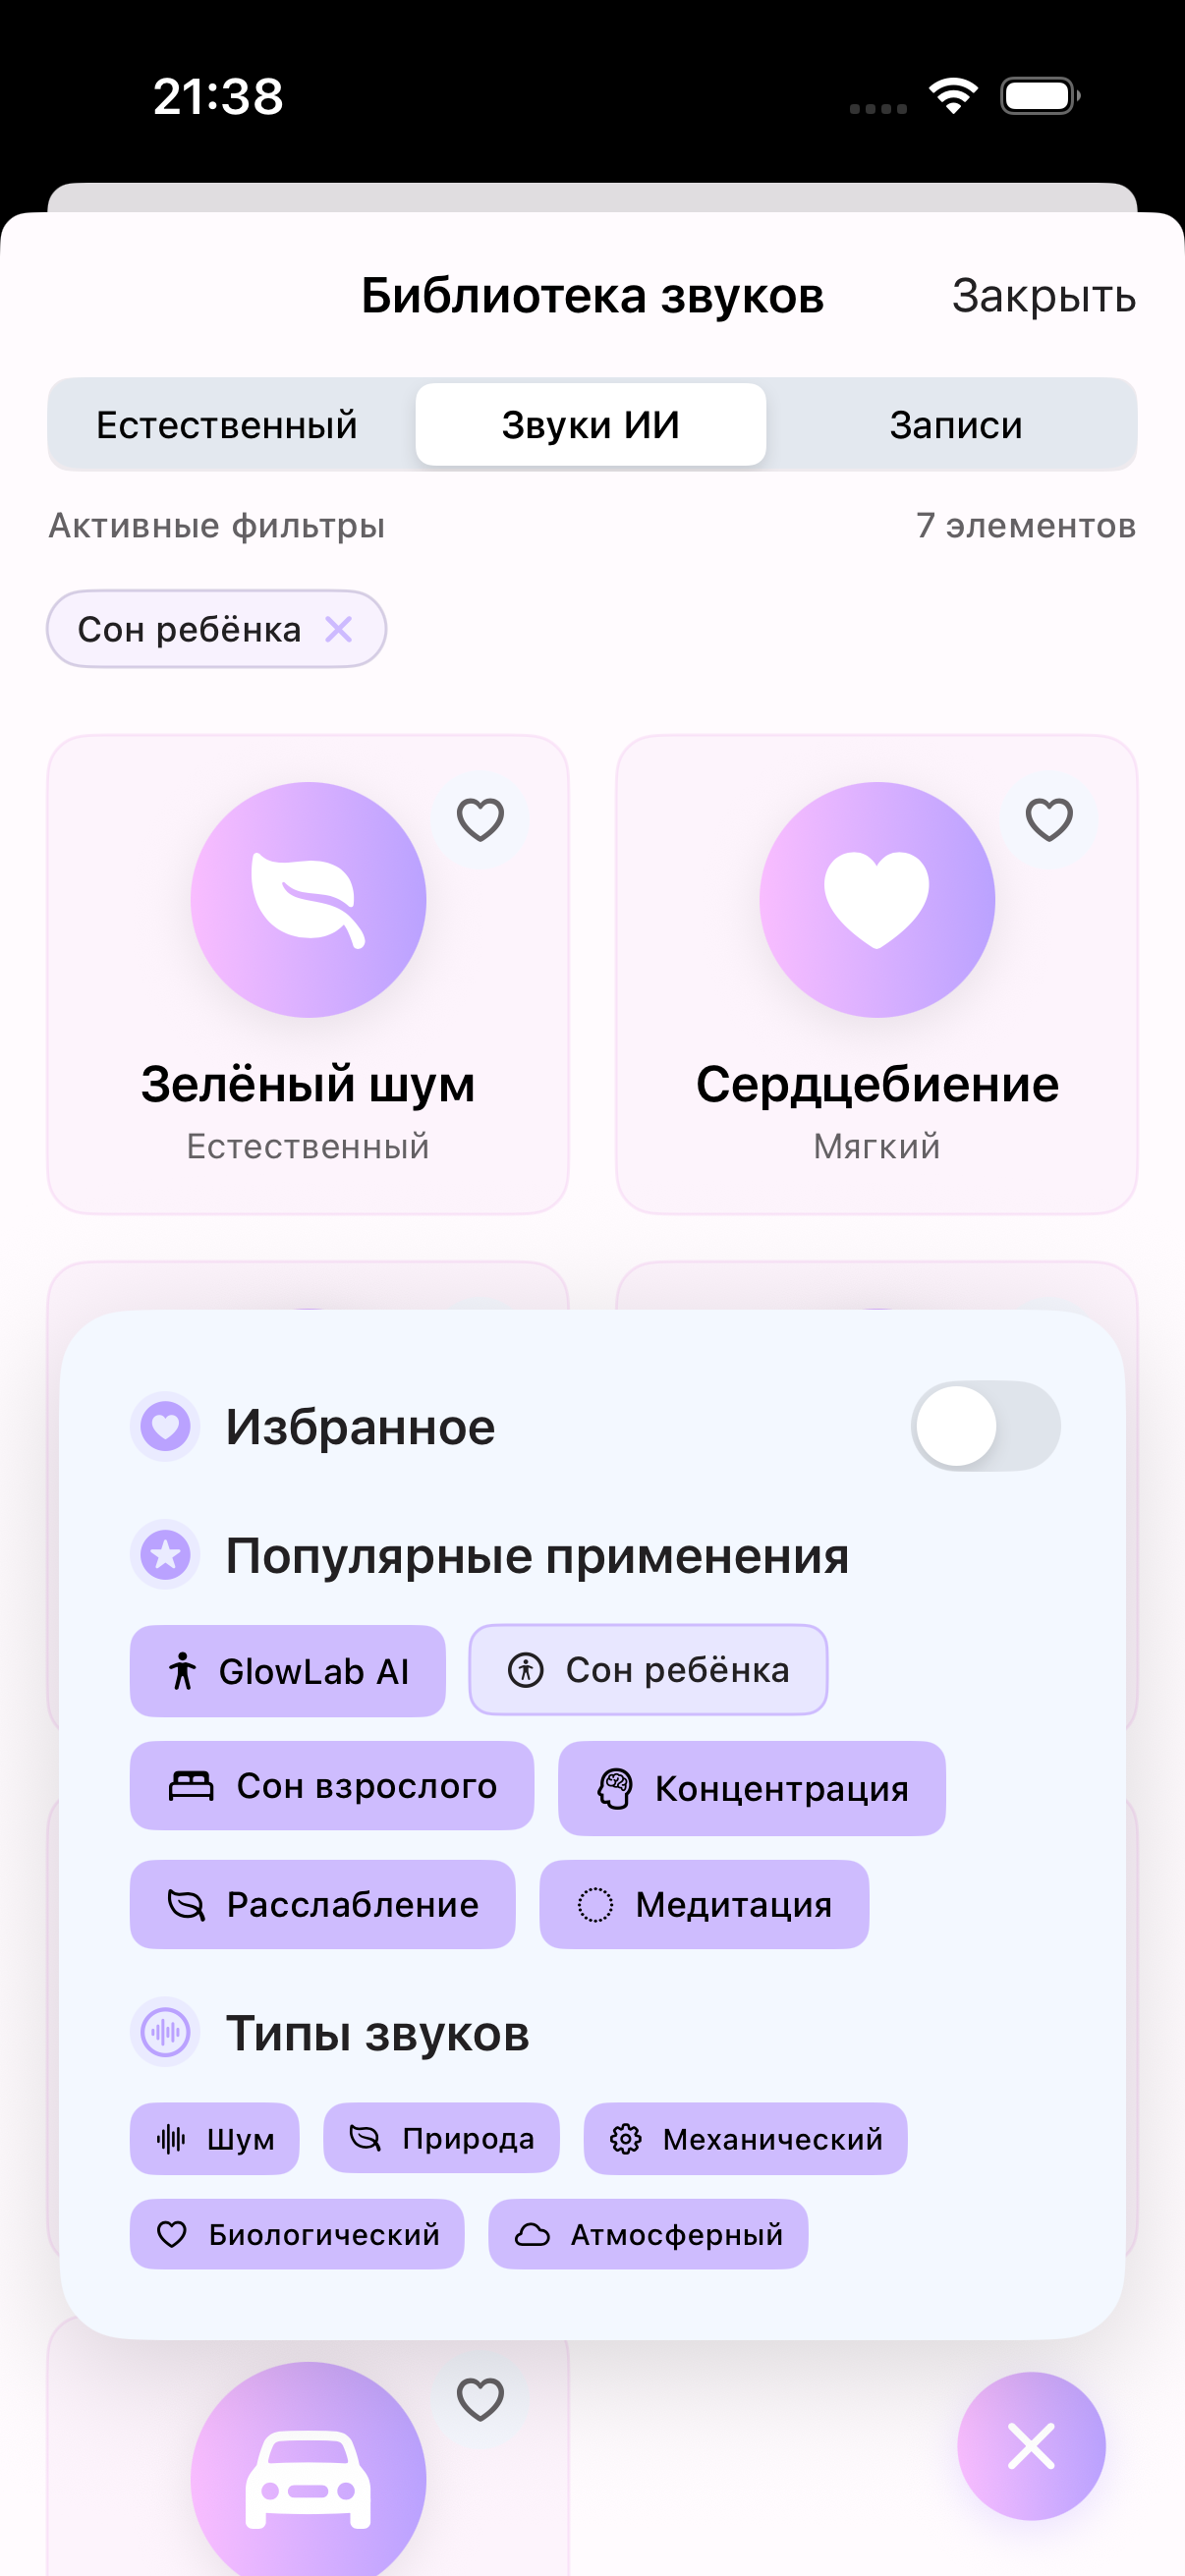 21:38
Библиотека звуков
Закрыть
Естественный
Звуки ИИ
Записи
Активные фильтры
7 элементов
Сон ребёнка
Зелёный шум
Естественный
Сердцебиение
Мягкий
Избранное
Популярные применения
GlowLab AI
Сон ребёнка
Сон взрослого
Концентрация
Расслабление
Медитация
Типы звуков
Шум
Природа
Механический
Биологический
Атмосферный